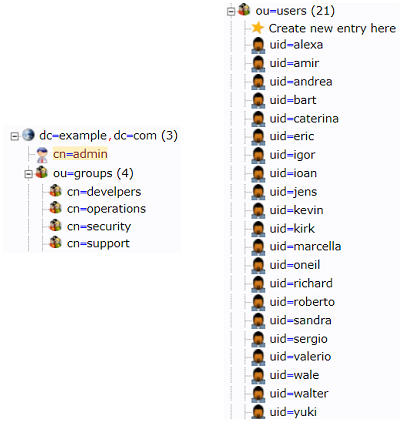 dc=example,dc=com (3)
cn=admin
ou=groups (4)
cn=develpers
cn=operations
cn=security
cn=support
ou=users (21)
Create new entry here
uid=alexa
uid=amir
uid=andrea
uid=bart
uid=caterina
uid=eric
uid=igor
uid=ioan
uid=jens
uid=kevin
uid=kirk
uid=marcella
uid=oneil
uid=richard
uid=roberto
uid=sandra
uid=sergio
uid=valerio
uid=wale
uid=walter
uid=yuki